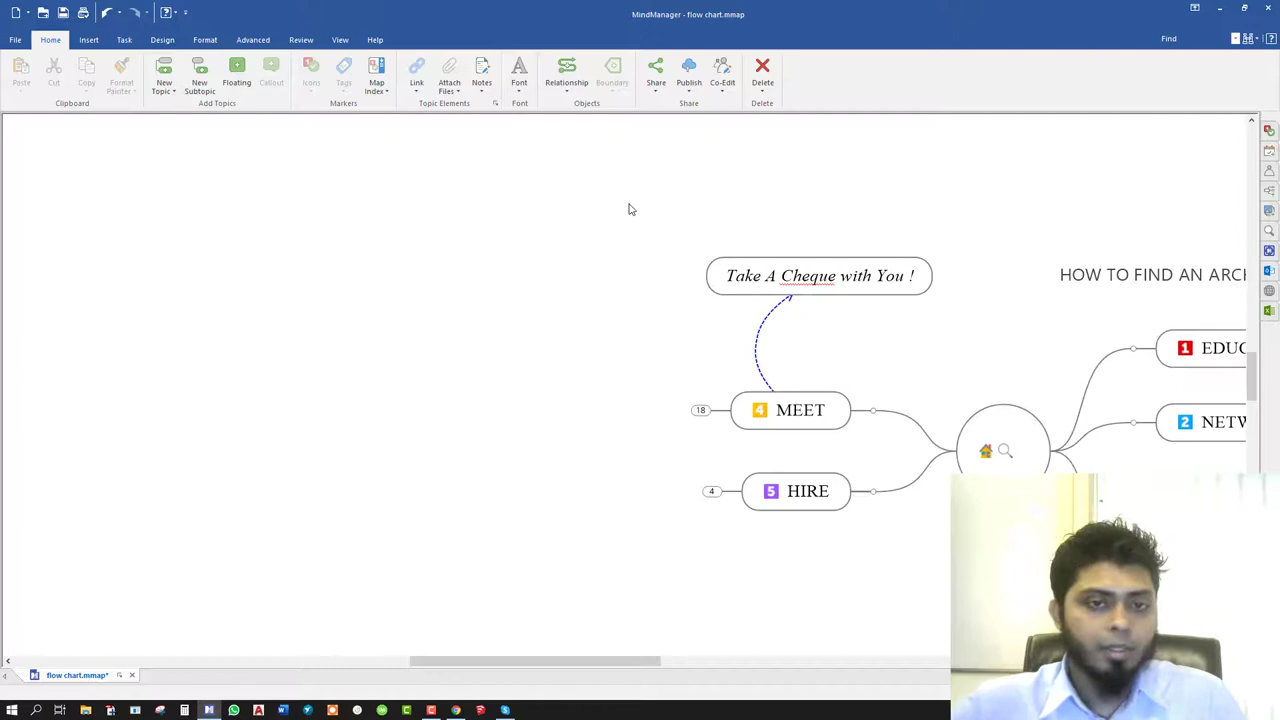 MindManager - flow chart.mmap
File Home Insert Task Design Format Advanced Review View Help Find
Paste Cut Copy Format Painter New Topic New Subtopic Floating Callout Icons Tags Map Index Link Attach Files Notes Font Relationship Boundary Share Publish Co-Edit Delete
Clipboard Add Topics Markers Topic Elements Font Objects Share Delete
Take A Cheque with You !
HOW TO FIND AN ARCH
1 EDUC
18 4 MEET
2 NETW
4 5 HIRE
flow chart.mmap*